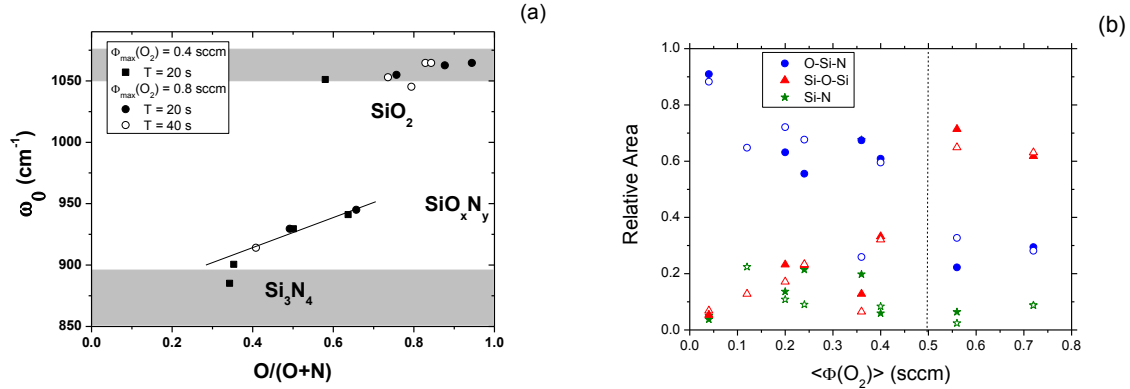 (a)
Φmax(O2) = 0.4 sccm
T = 20 s
Φmax(O2) = 0.8 sccm
T = 20 s
T = 40 s
SiO2
SiOxNy
Si3N4
1050
1000
950
900
850
0.0 0.2 0.4 0.6 0.8 1.0
ω0 (cm-1)
O/(O+N)
(b)
O-Si-N
Si-O-Si
Si-N
1.0
0.8
0.6
0.4
0.2
0.0
0.0 0.1 0.2 0.3 0.4 0.5 0.6 0.7 0.8
Relative Area
<Φ(O2)> (sccm)